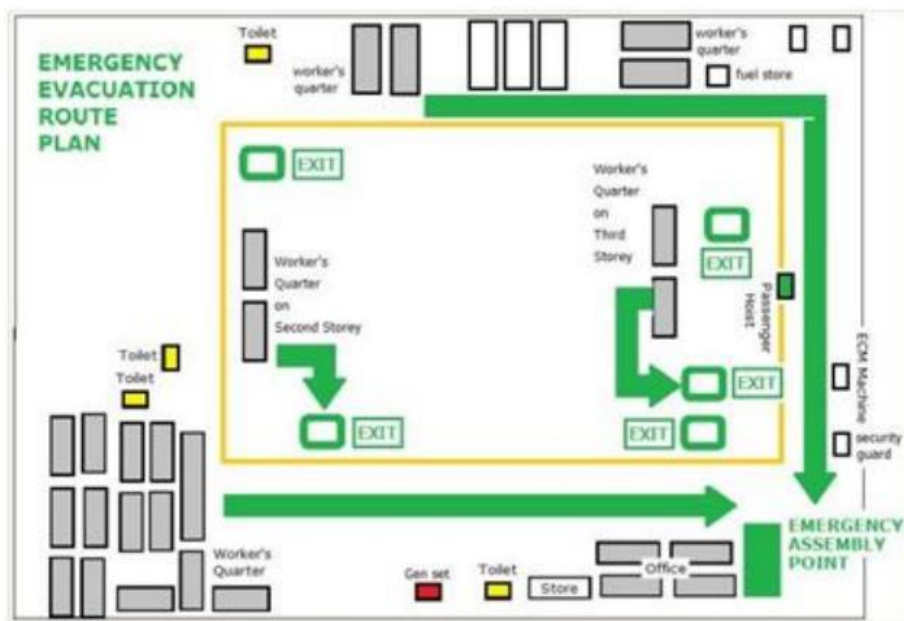 EMERGENCY
EVACUATION
ROUTE
PLAN
Toilet
worker's
quarter
worker's
quarter
fuel store
EXIT
Worker's
Quarter
on
Third
Storey
EXIT
Worker's
Quarter
on
Second Storey
Passenger
Hoist
Toilet
Toilet
EXIT
EXIT
EXIT
ECM Machine
security
guard
EMERGENCY
ASSEMBLY
POINT
Worker's
Quarter
Gen set
Toilet
Store
Office